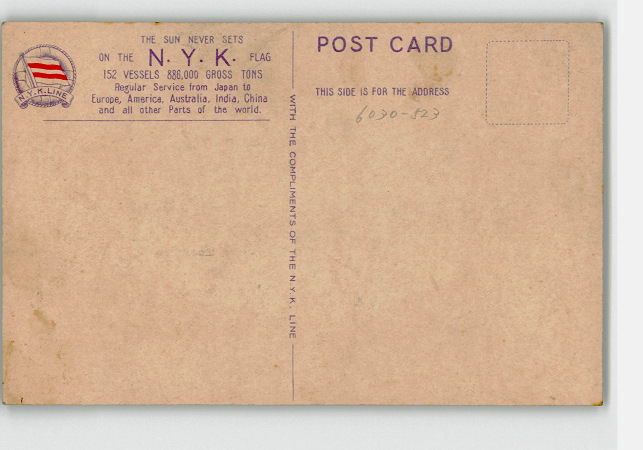 THE SUN NEVER SETS
ON THE N. Y. K. FLAG
152 VESSELS 886,000 GROSS TONS
Regular Service from Japan to
Europe, America, Australia, India, China
and all other Parts of the world.
N.Y.K. LINE
WITH THE COMPLIMENTS OF THE N.Y.K. LINE
POST CARD
THIS SIDE IS FOR THE ADDRESS
6030-823